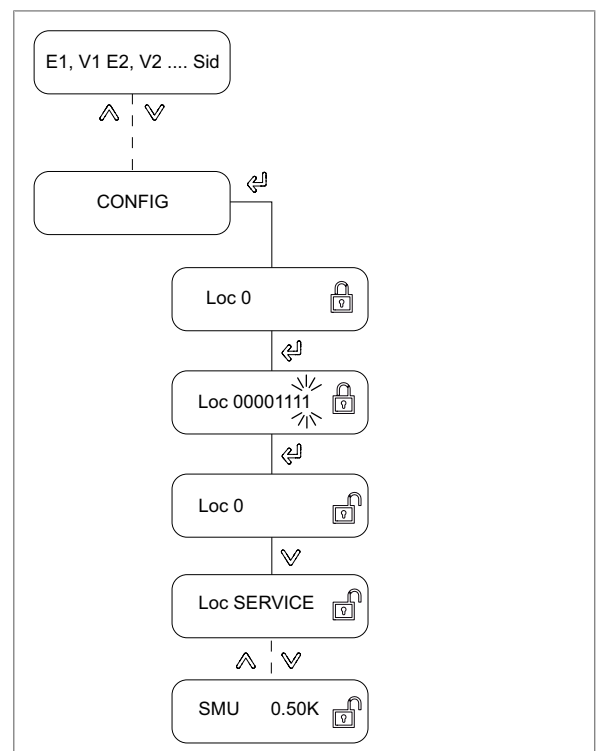 E1, V1 E2, V2 .... Sid
CONFIG
Loc 0
Loc 00001111
Loc 0
Loc SERVICE
SMU 0.50K